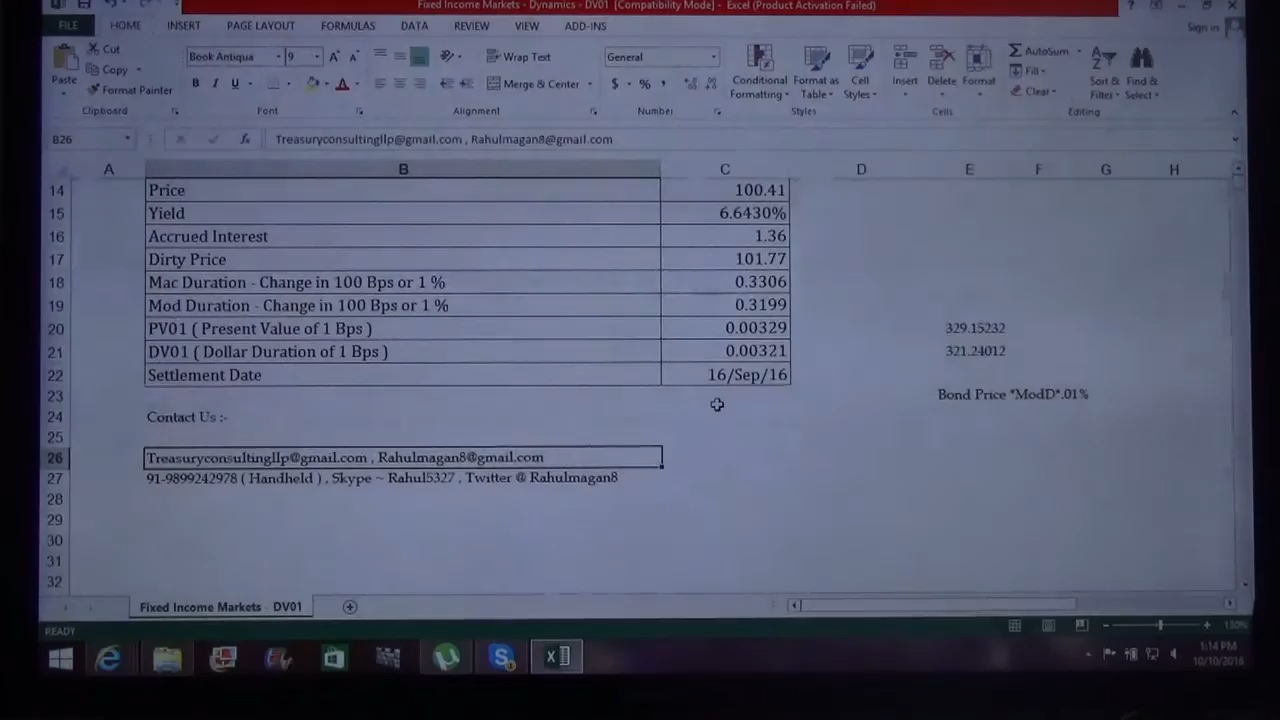 Fixed Income Markets - Dynamics - DV01 [Compatibility Mode] - Excel (Product Activation Failed)
FILE HOME INSERT PAGE LAYOUT FORMULAS DATA REVIEW VIEW ADD-INS Sign in
Paste Cut Copy Format Painter
Book Antiqua 9 Wrap Text Merge & Center General
Conditional Formatting Format as Table Cell Styles Insert Delete Format
AutoSum Fill Clear Sort & Filter Find & Select
Clipboard Font Alignment Number Styles Cells Editing
B26 fx Treasuryconsultingllp@gmail.com , Rahulmagan8@gmail.com
A B C D E F G H
14 Price 100.41
15 Yield 6.6430%
16 Accrued Interest 1.36
17 Dirty Price 101.77
18 Mac Duration - Change in 100 Bps or 1 % 0.3306
19 Mod Duration - Change in 100 Bps or 1 % 0.3199
20 PV01 ( Present Value of 1 Bps ) 0.00329 329.15232
21 DV01 ( Dollar Duration of 1 Bps ) 0.00321 321.24012
22 Settlement Date 16/Sep/16
23 Bond Price *ModD*.01%
24 Contact Us :-
25
26 Treasuryconsultingllp@gmail.com , Rahulmagan8@gmail.com
27 91-9899242978 ( Handheld ) , Skype ~ Rahul5327 , Twitter @ Rahulmagan8
28
29
30
31
32
Fixed Income Markets - DV01
READY 130%
1:14 PM
10/10/2016